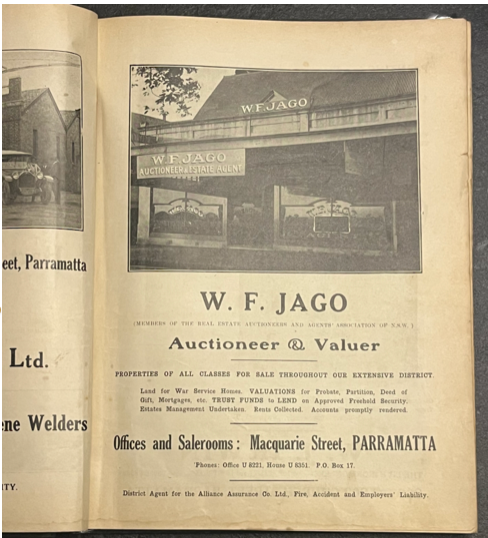 eet, Parramatta
Ltd.
ne Welders
ITY.
W.F.JAGO
W.F.JAGO
AUCTIONEER & ESTATE AGENT
W. F. JAGO
(MEMBERS OF THE REAL ESTATE AUCTIONEERS AND AGENTS' ASSOCIATION OF N.S.W.)
Auctioneer & Valuer
PROPERTIES OF ALL CLASSES FOR SALE THROUGHOUT OUR EXTENSIVE DISTRICT.
Land for War Service Homes. VALUATIONS for Probate, Partition, Deed of
Gift, Mortgages, etc. TRUST FUNDS to LEND on Approved Freehold Security.
Estates Management Undertaken. Rents Collected. Accounts promptly rendered.
Offices and Salerooms: Macquarie Street, PARRAMATTA
'Phones: Office U 8221, House U 8351. P.O. Box 17.
District Agent for the Alliance Assurance Co. Ltd., Fire, Accident and Employers' Liability.